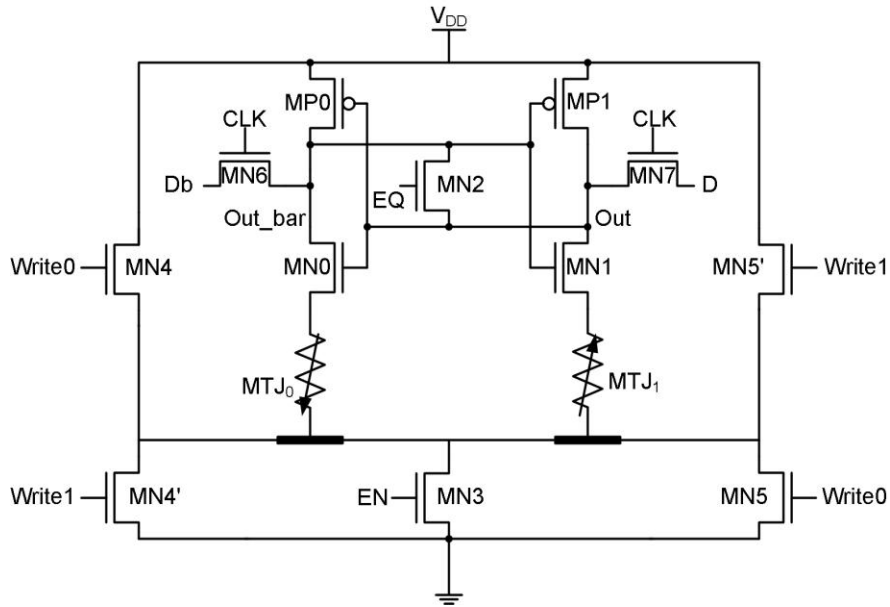 V_DD
MP0
MP1
CLK
CLK
MN6
MN2
MN7
Db
EQ
D
Out_bar
Out
Write0
MN4
MN0
MN1
MN5'
Write1
MTJ₀
MTJ₁
Write1
MN4'
EN
MN3
MN5
Write0